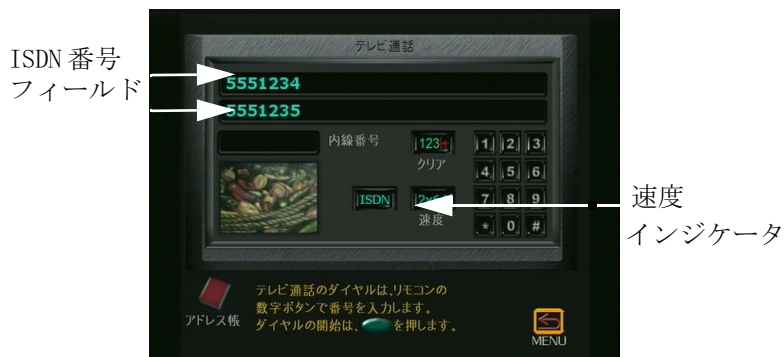 ISDN 番号
フィールド
テレビ通話
5551234
5551235
内線番号
123
クリア
1 2 3
4 5 6
ISDN
7 8 9
速度
* 0 #
速度
インジケータ
アドレス帳
テレビ通話のダイヤルは、リモコンの
数字ボタンで番号を入力します。
ダイヤルの開始は、 を押します。
MENU